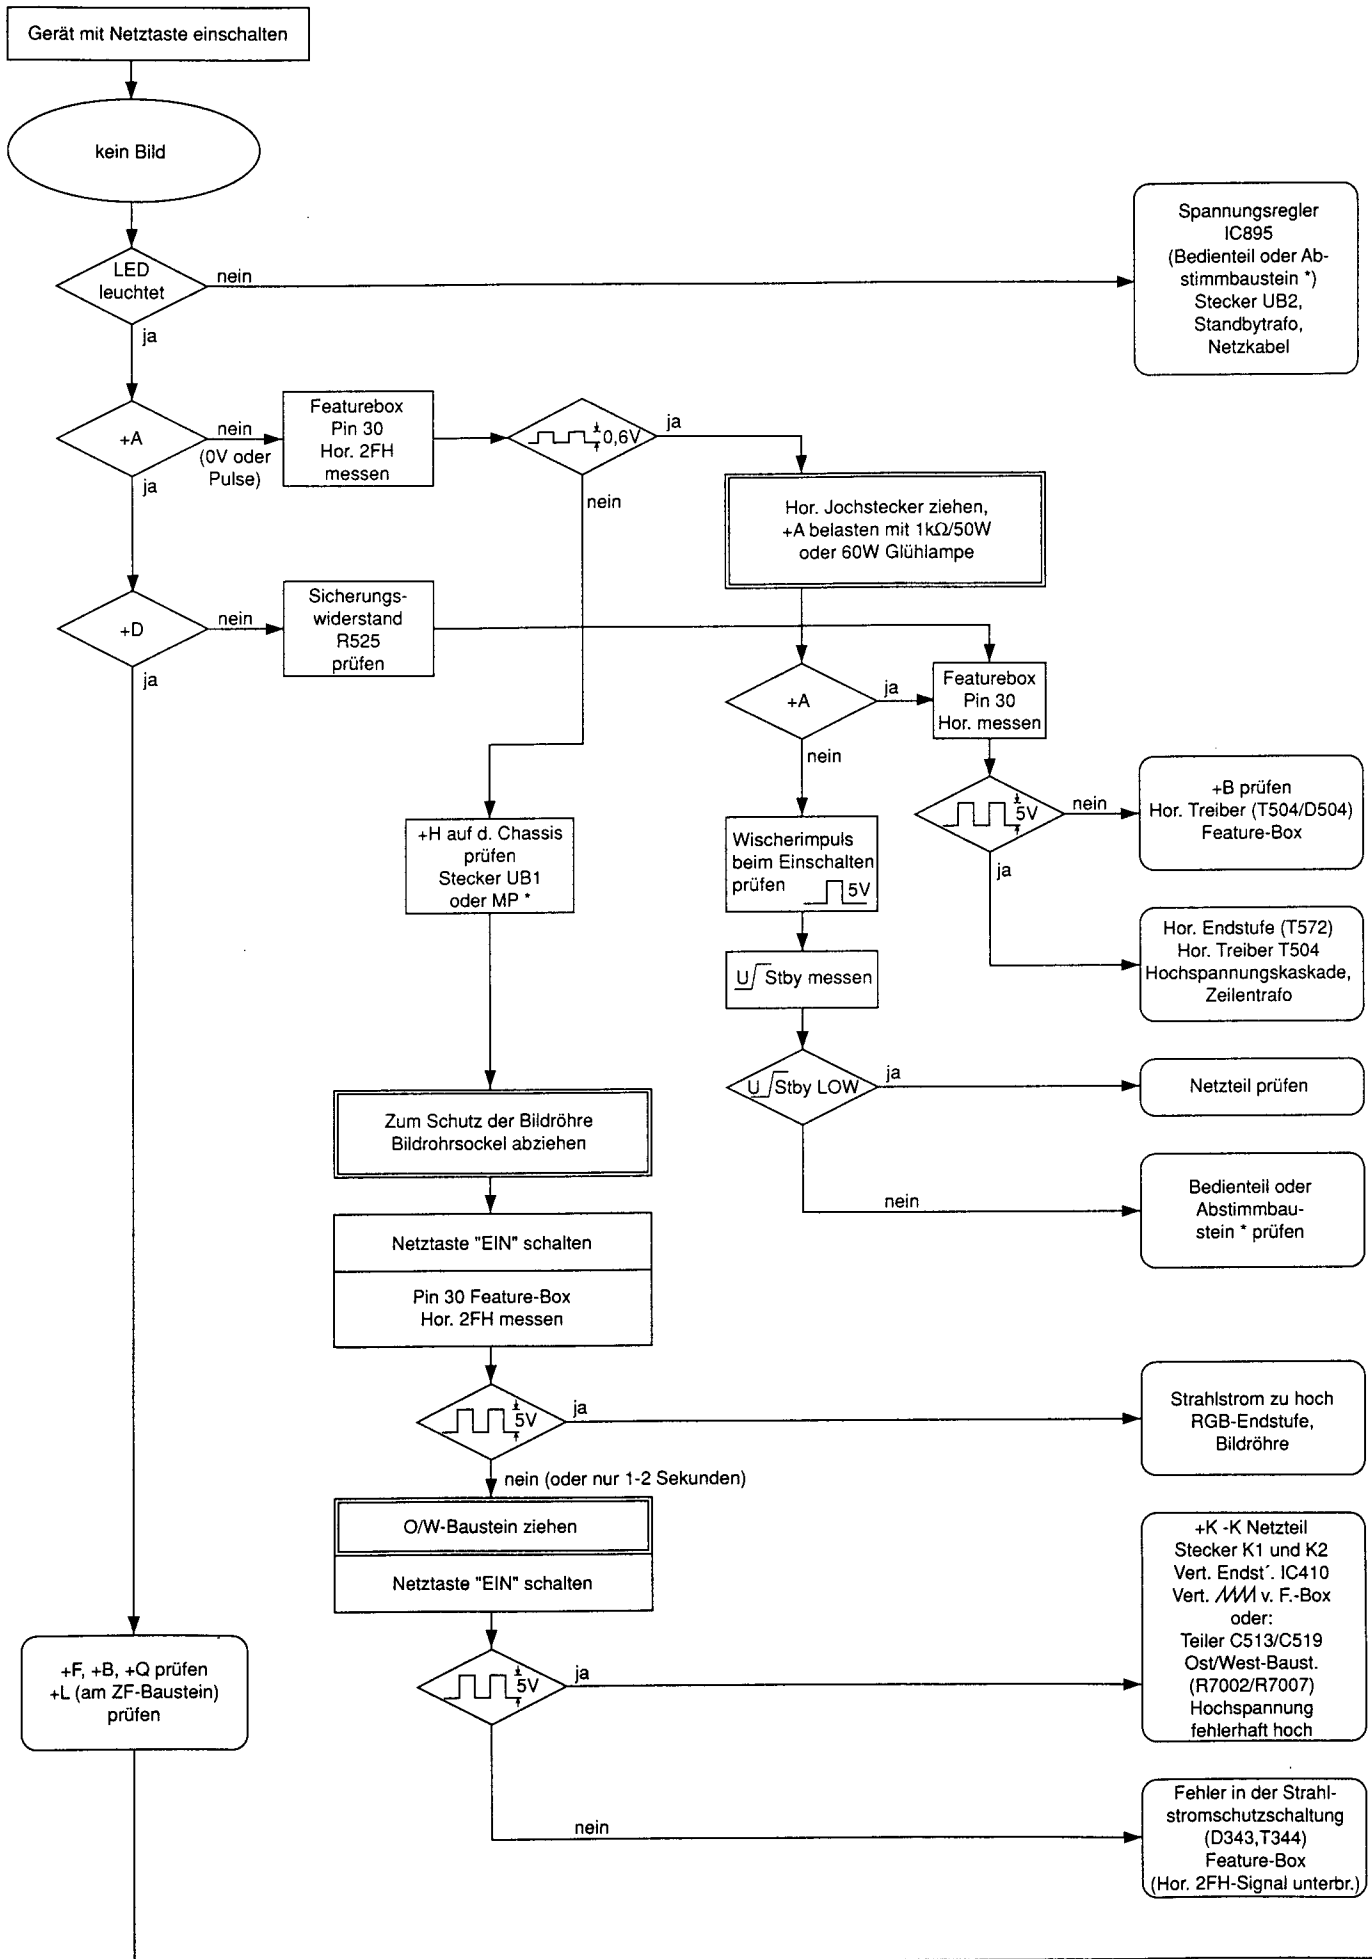 Gerät mit Netztaste einschalten
kein Bild
LED
leuchtet
nein
Spannungsregler
IC895
(Bedienteil oder Ab-
stimmbaustein *)
Stecker UB2,
Standbytrafo,
Netzkabel
ja
+A
nein
(0V oder
Pulse)
Featurebox
Pin 30
Hor. 2FH
messen
0,6V
ja
nein
Hor. Jochstecker ziehen,
+A belasten mit 1kΩ/50W
oder 60W Glühlampe
ja
+D
nein
Sicherungs-
widerstand
R525
prüfen
ja
+A
ja
Featurebox
Pin 30
Hor. messen
nein
5V
nein
+B prüfen
Hor. Treiber (T504/D504)
Feature-Box
ja
Hor. Endstufe (T572)
Hor. Treiber T504
Hochspannungskaskade,
Zeilentrafo
+H auf d. Chassis
prüfen
Stecker UB1
oder MP *
Wischerimpuls
beim Einschalten
prüfen
5V
U Stby messen
U Stby LOW
ja
Netzteil prüfen
nein
Bedienteil oder
Abstimmbau-
stein * prüfen
Zum Schutz der Bildröhre
Bildrohrsockel abziehen
Netztaste "EIN" schalten
Pin 30 Feature-Box
Hor. 2FH messen
5V
ja
Strahlstrom zu hoch
RGB-Endstufe,
Bildröhre
nein (oder nur 1-2 Sekunden)
O/W-Baustein ziehen
Netztaste "EIN" schalten
5V
ja
+K -K Netzteil
Stecker K1 und K2
Vert. Endst´. IC410
Vert. v. F.-Box
oder:
Teiler C513/C519
Ost/West-Baust.
(R7002/R7007)
Hochspannung
fehlerhaft hoch
nein
Fehler in der Strahl-
stromschutzschaltung
(D343,T344)
Feature-Box
(Hor. 2FH-Signal unterbr.)
+F, +B, +Q prüfen
+L (am ZF-Baustein)
prüfen